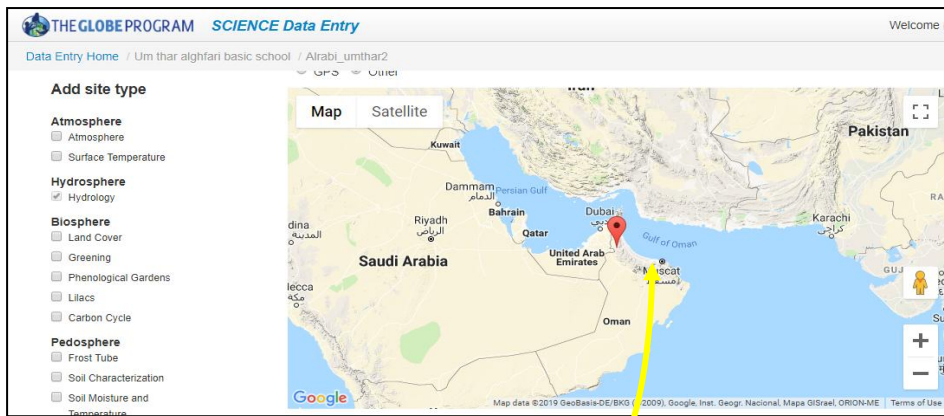 THE GLOBE PROGRAM SCIENCE Data Entry
Welcome
Data Entry Home / Um thar alghfari basic school / Alrabi_umthar2
GPS Other
Add site type
Atmosphere
Atmosphere
Surface Temperature
Hydrosphere
Hydrology
Biosphere
Land Cover
Greening
Phenological Gardens
Lilacs
Carbon Cycle
Pedosphere
Frost Tube
Soil Characterization
Soil Moisture and
Temperature
Map Satellite
Iran
Pakistan
Kuwait
Dammam
الدمام
Persian Gulf
Bahrain
Dubai
دبي
Karachi
كراچى
dina
المدينة
Riyadh
الرياض
Qatar
Gulf of Oman
United Arab
Emirates
Saudi Arabia
Muscat
مسقط
GUJ
lecca
مكة
Oman
Google
Map data ©2019 GeoBasis-DE/BKG (©2009), Google, Inst. Geogr. Nacional, Mapa GISrael, ORION-ME Terms of Use